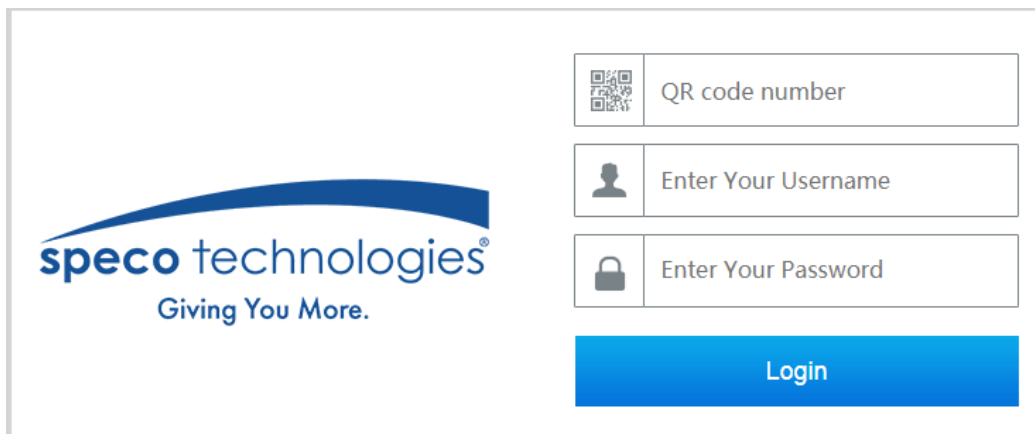 speco technologies®
Giving You More.
QR code number
Enter Your Username
Enter Your Password
Login